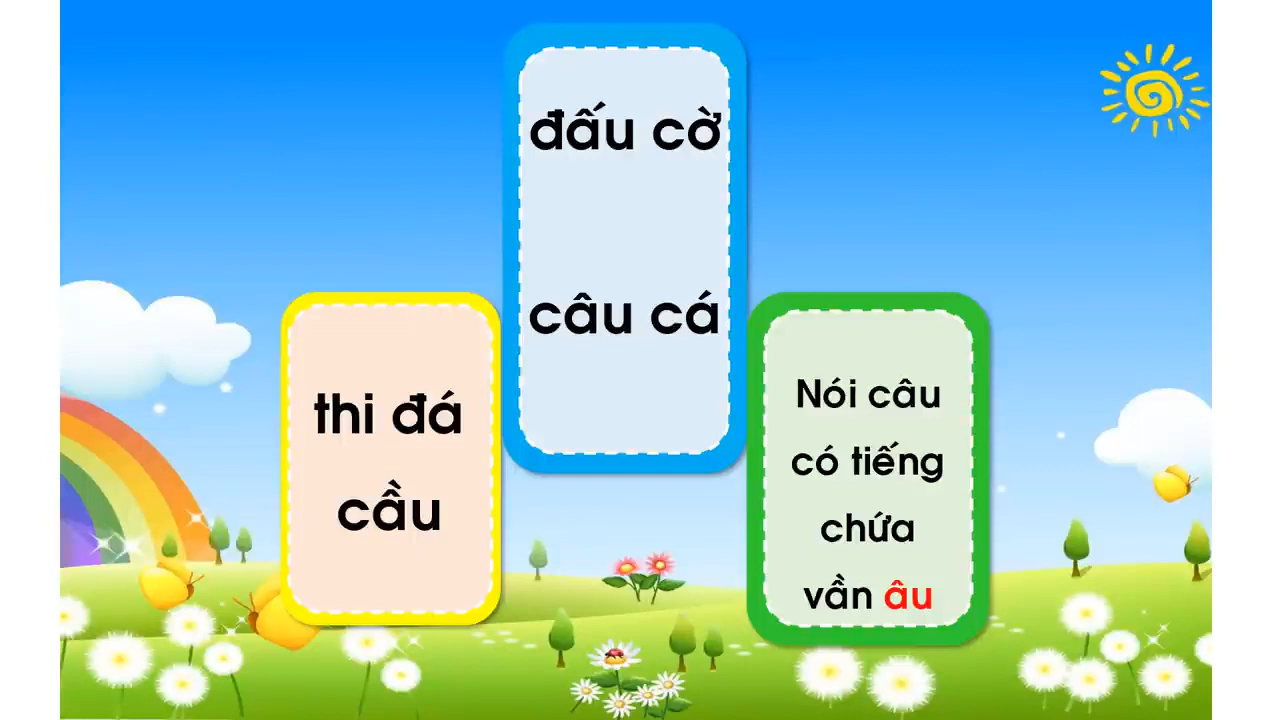 đấu cờ
câu cá
thi đá
cầu
Nói câu
có tiếng
chứa
vần âu